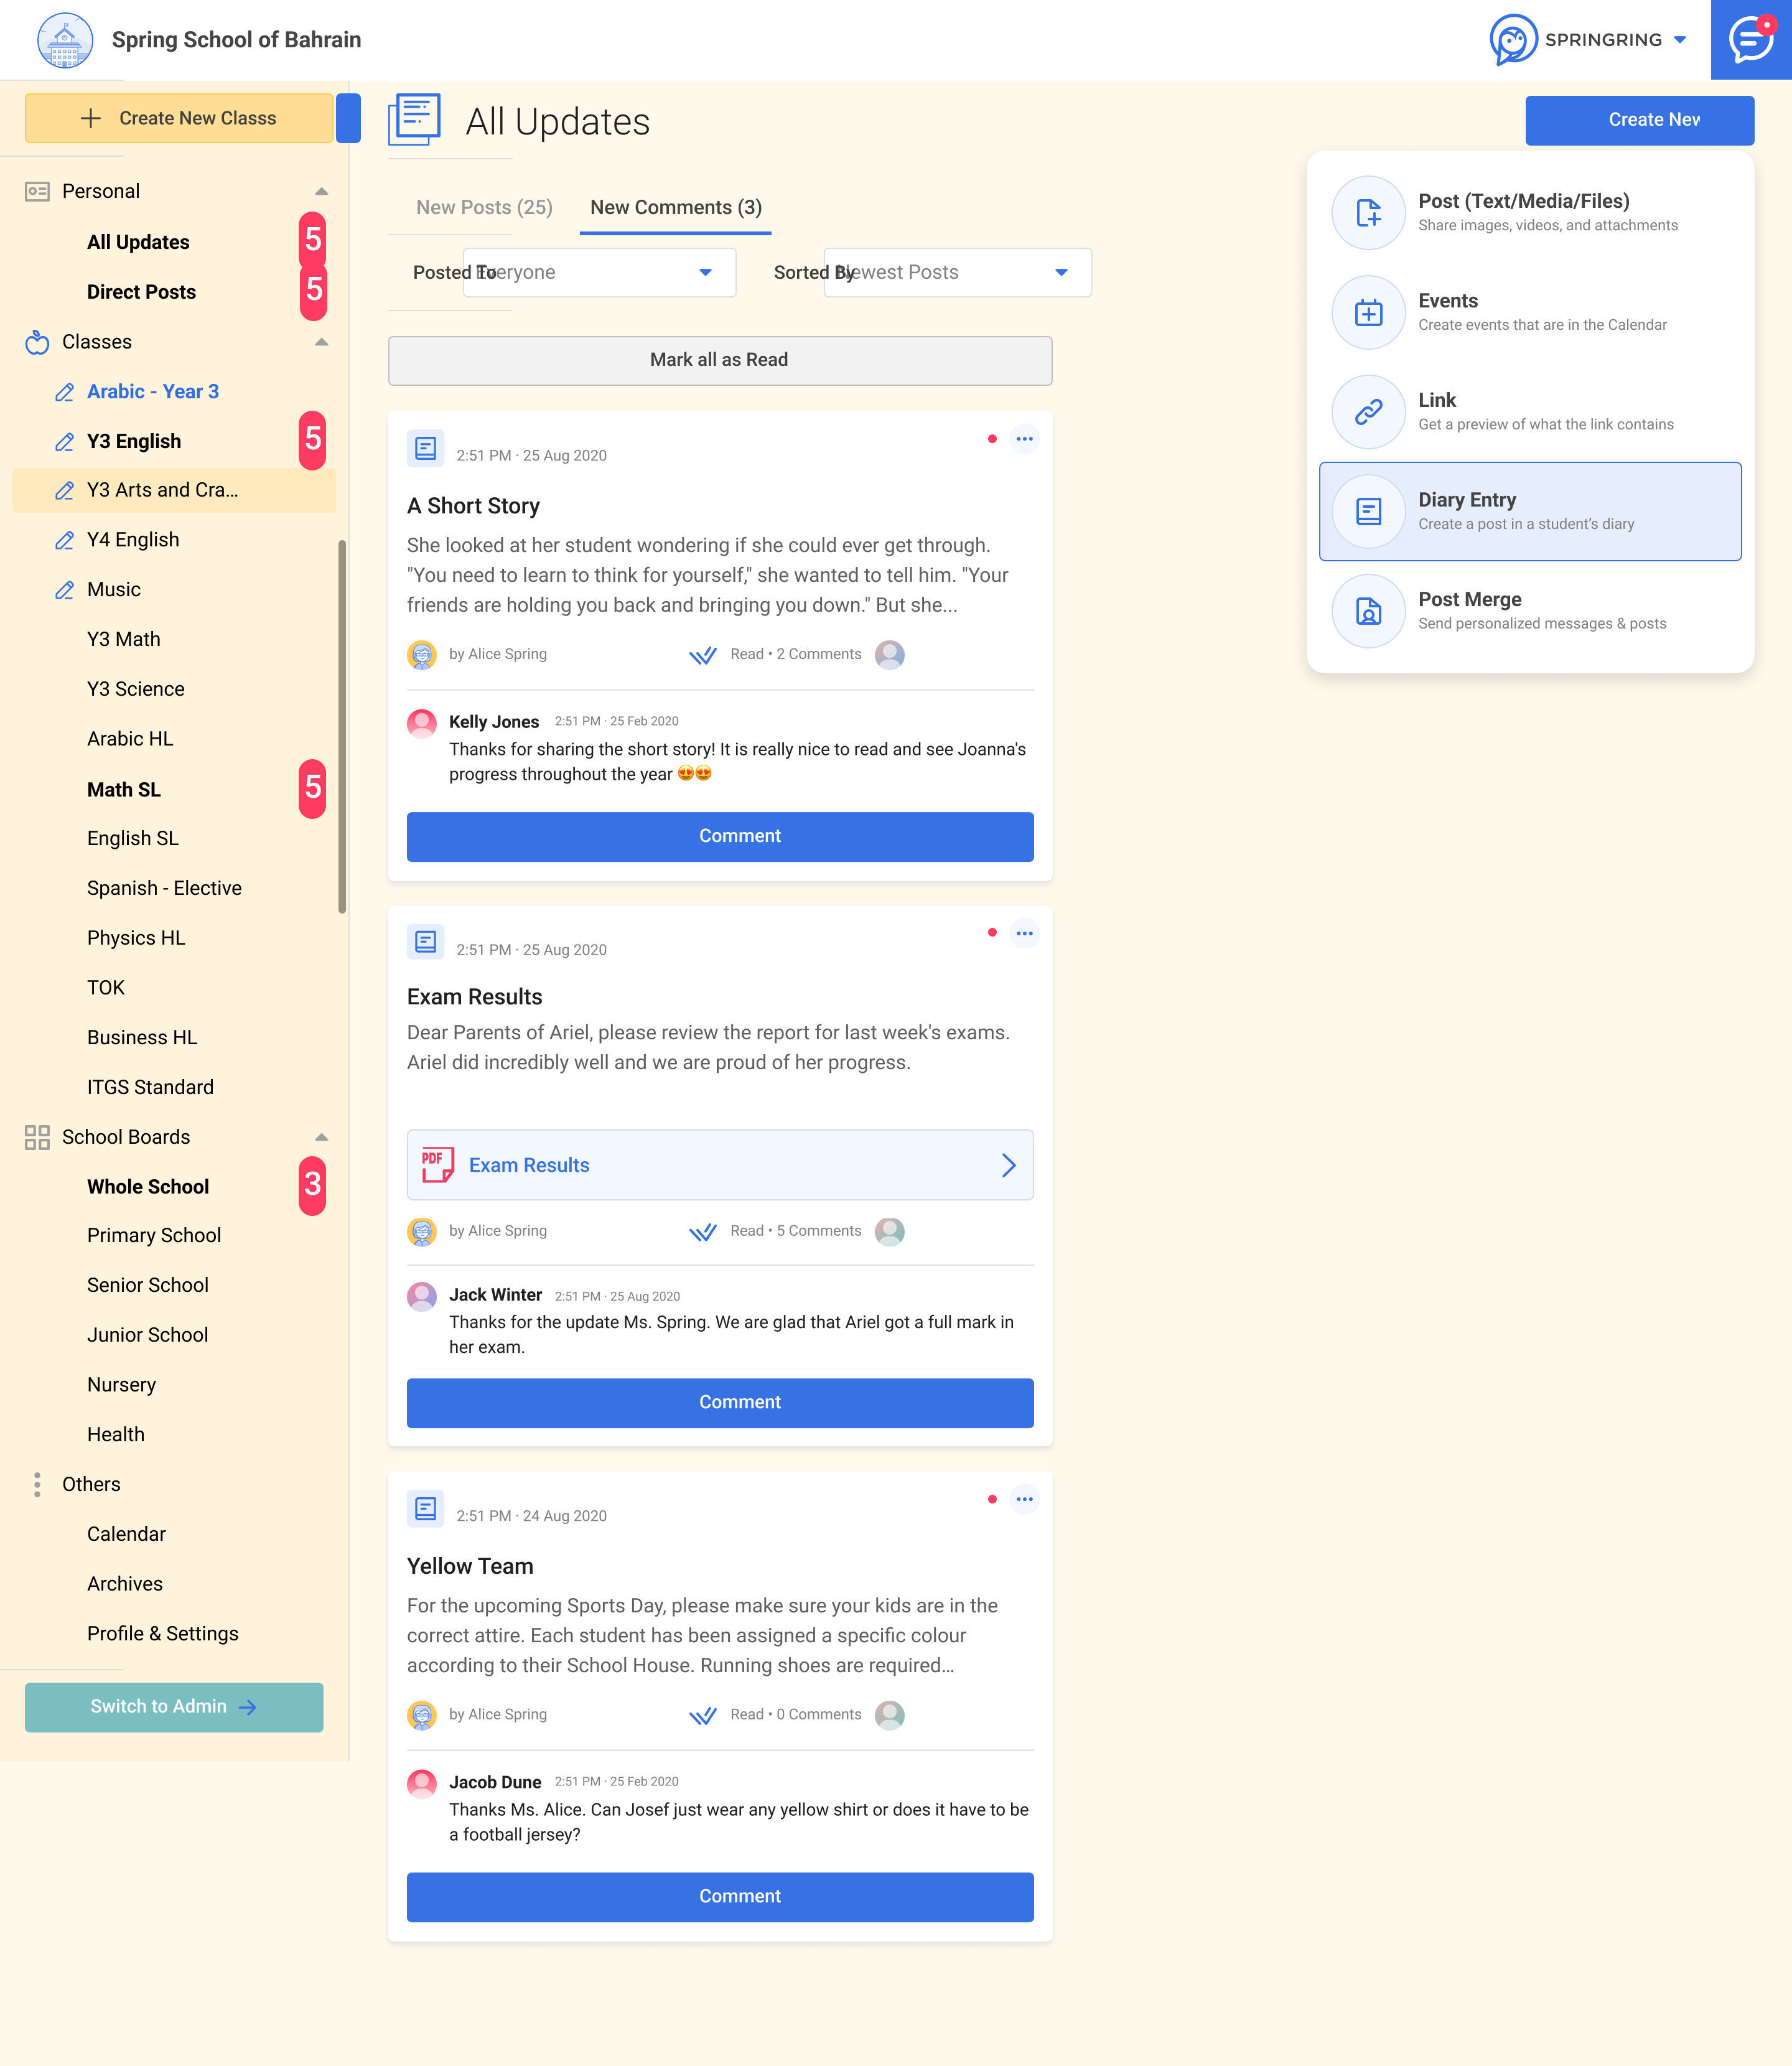 Spring School of Bahrain
SPRINGRING
Create New Classs
Personal
All Updates
5
Direct Posts
5
Classes
Arabic - Year 3
Y3 English
5
Y3 Arts and Cra...
Y4 English
Music
Y3 Math
Y3 Science
Arabic HL
Math SL
5
English SL
Spanish - Elective
Physics HL
TOK
Business HL
ITGS Standard
School Boards
Whole School
3
Primary School
Senior School
Junior School
Nursery
Health
Others
Calendar
Archives
Profile & Settings
Switch to Admin
All Updates
New Posts (25)
New Comments (3)
Posted To
Everyone
Sorted By
Newest Posts
Mark all as Read
2:51 PM · 25 Aug 2020
A Short Story
She looked at her student wondering if she could ever get through.
"You need to learn to think for yourself," she wanted to tell him. "Your
friends are holding you back and bringing you down." But she...
by Alice Spring
Read • 2 Comments
Kelly Jones 2:51 PM · 25 Feb 2020
Thanks for sharing the short story! It is really nice to read and see Joanna's
progress throughout the year 😍😍
Comment
2:51 PM · 25 Aug 2020
Exam Results
Dear Parents of Ariel, please review the report for last week's exams.
Ariel did incredibly well and we are proud of her progress.
PDF
Exam Results
by Alice Spring
Read • 5 Comments
Jack Winter 2:51 PM · 25 Aug 2020
Thanks for the update Ms. Spring. We are glad that Ariel got a full mark in
her exam.
Comment
2:51 PM · 24 Aug 2020
Yellow Team
For the upcoming Sports Day, please make sure your kids are in the
correct attire. Each student has been assigned a specific colour
according to their School House. Running shoes are required...
by Alice Spring
Read • 0 Comments
Jacob Dune 2:51 PM · 25 Feb 2020
Thanks Ms. Alice. Can Josef just wear any yellow shirt or does it have to be
a football jersey?
Comment
Create New
Post (Text/Media/Files)
Share images, videos, and attachments
Events
Create events that are in the Calendar
Link
Get a preview of what the link contains
Diary Entry
Create a post in a student's diary
Post Merge
Send personalized messages & posts